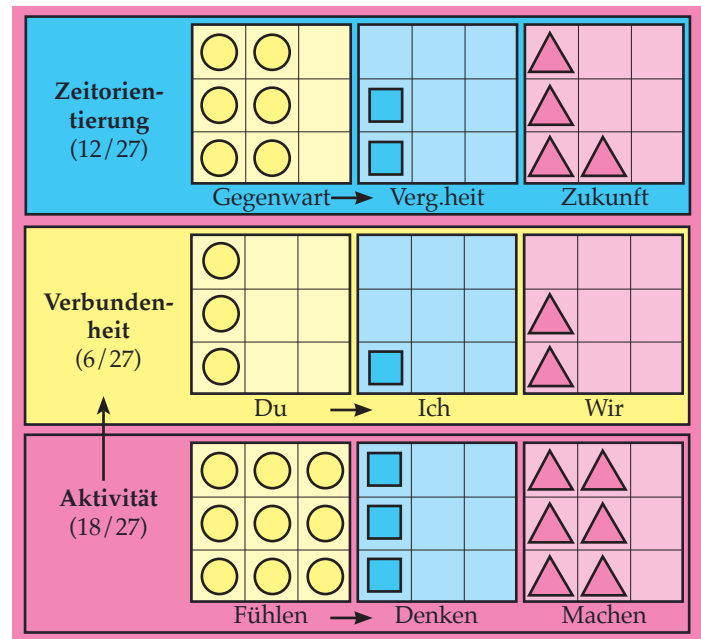 Zeitorien-
tierung
(12/27)
Gegenwart Verg.heit Zukunft
Verbunden-
heit
(6/27)
Du Ich Wir
Aktivität
(18/27)
Fühlen Denken Machen